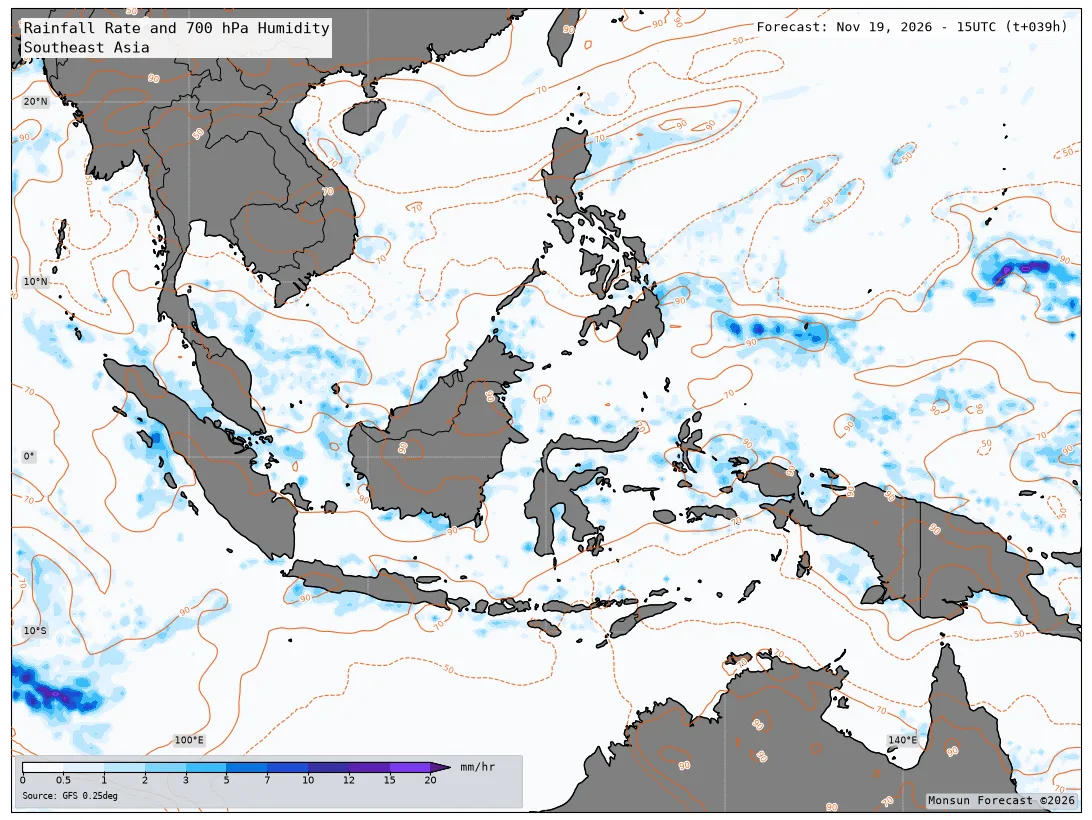 Rainfall Rate and 700 hPa Humidity
Southeast Asia
Forecast: Nov 19, 2026 - 15UTC (t+039h)
20°N
10°N
0°
10°S
100°E
140°E
mm/hr
0 0.5 1 2 3 5 7 10 12 15 20
Source: GFS 0.25deg
Monsun Forecast ©2026